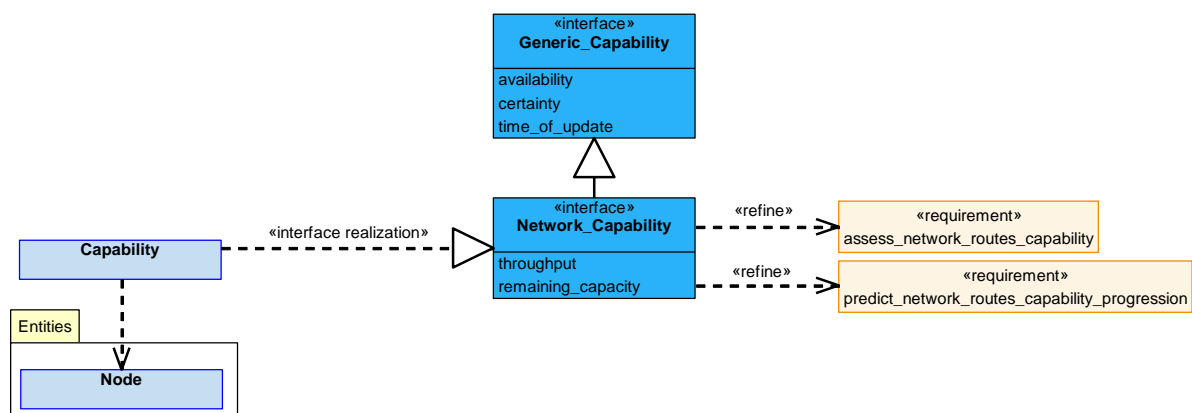 «interface»
Generic_Capability
availability
certainty
time_of_update
«interface»
Network_Capability
throughput
remaining_capacity
«refine»
«refine»
«requirement»
assess_network_routes_capability
«requirement»
predict_network_routes_capability_progression
«interface realization»
Capability
Entities
Node